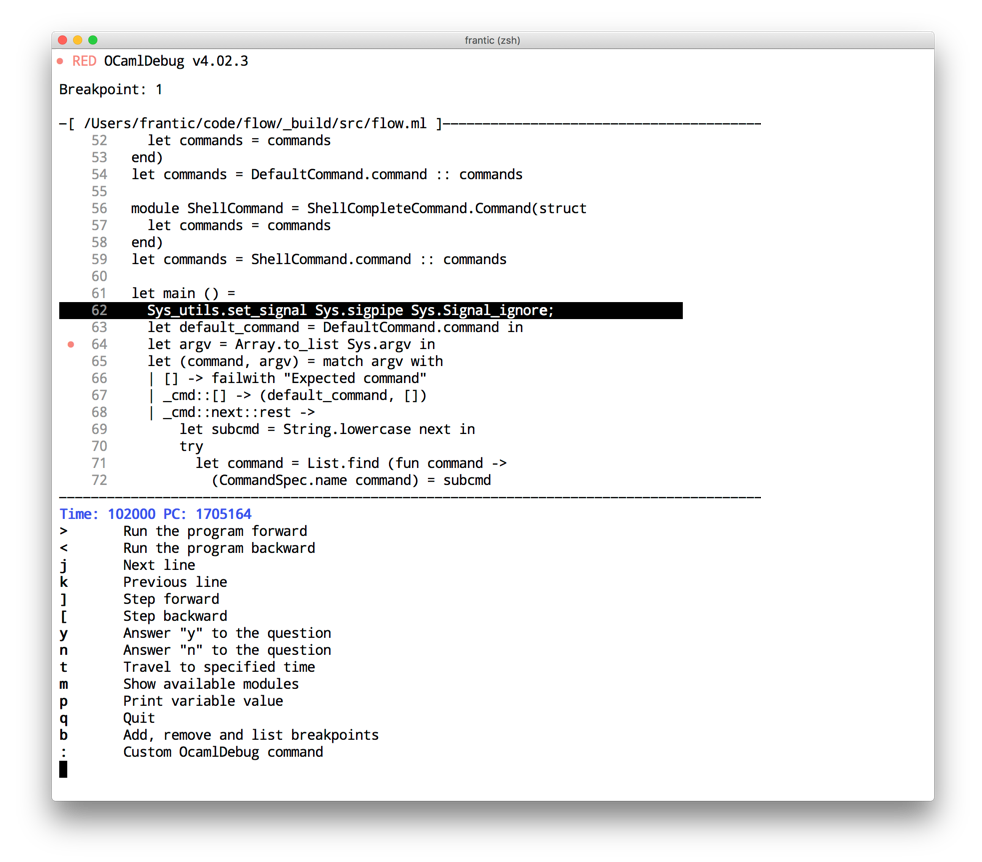 frantic (zsh)
• RED OCamlDebug v4.02.3
Breakpoint: 1
—[ /Users/frantic/code/flow/_build/src/flow.ml ]————————————————————————————————————————
52     let commands = commands
53   end)
54   let commands = DefaultCommand.command :: commands
55
56   module ShellCommand = ShellCompleteCommand.Command(struct
57     let commands = commands
58   end)
59   let commands = ShellCommand.command :: commands
60
61   let main () =
62     Sys_utils.set_signal Sys.sigpipe Sys.Signal_ignore;
63     let default_command = DefaultCommand.command in
• 64     let argv = Array.to_list Sys.argv in
65     let (command, argv) = match argv with
66     | [] -> failwith "Expected command"
67     | _cmd::[] -> (default_command, [])
68     | _cmd::next::rest ->
69         let subcmd = String.lowercase next in
70         try
71           let command = List.find (fun command ->
72             (CommandSpec.name command) = subcmd
Time: 102000 PC: 1705164
>       Run the program forward
<       Run the program backward
j       Next line
k       Previous line
]       Step forward
[       Step backward
y       Answer "y" to the question
n       Answer "n" to the question
t       Travel to specified time
m       Show available modules
p       Print variable value
q       Quit
b       Add, remove and list breakpoints
:       Custom OcamlDebug command